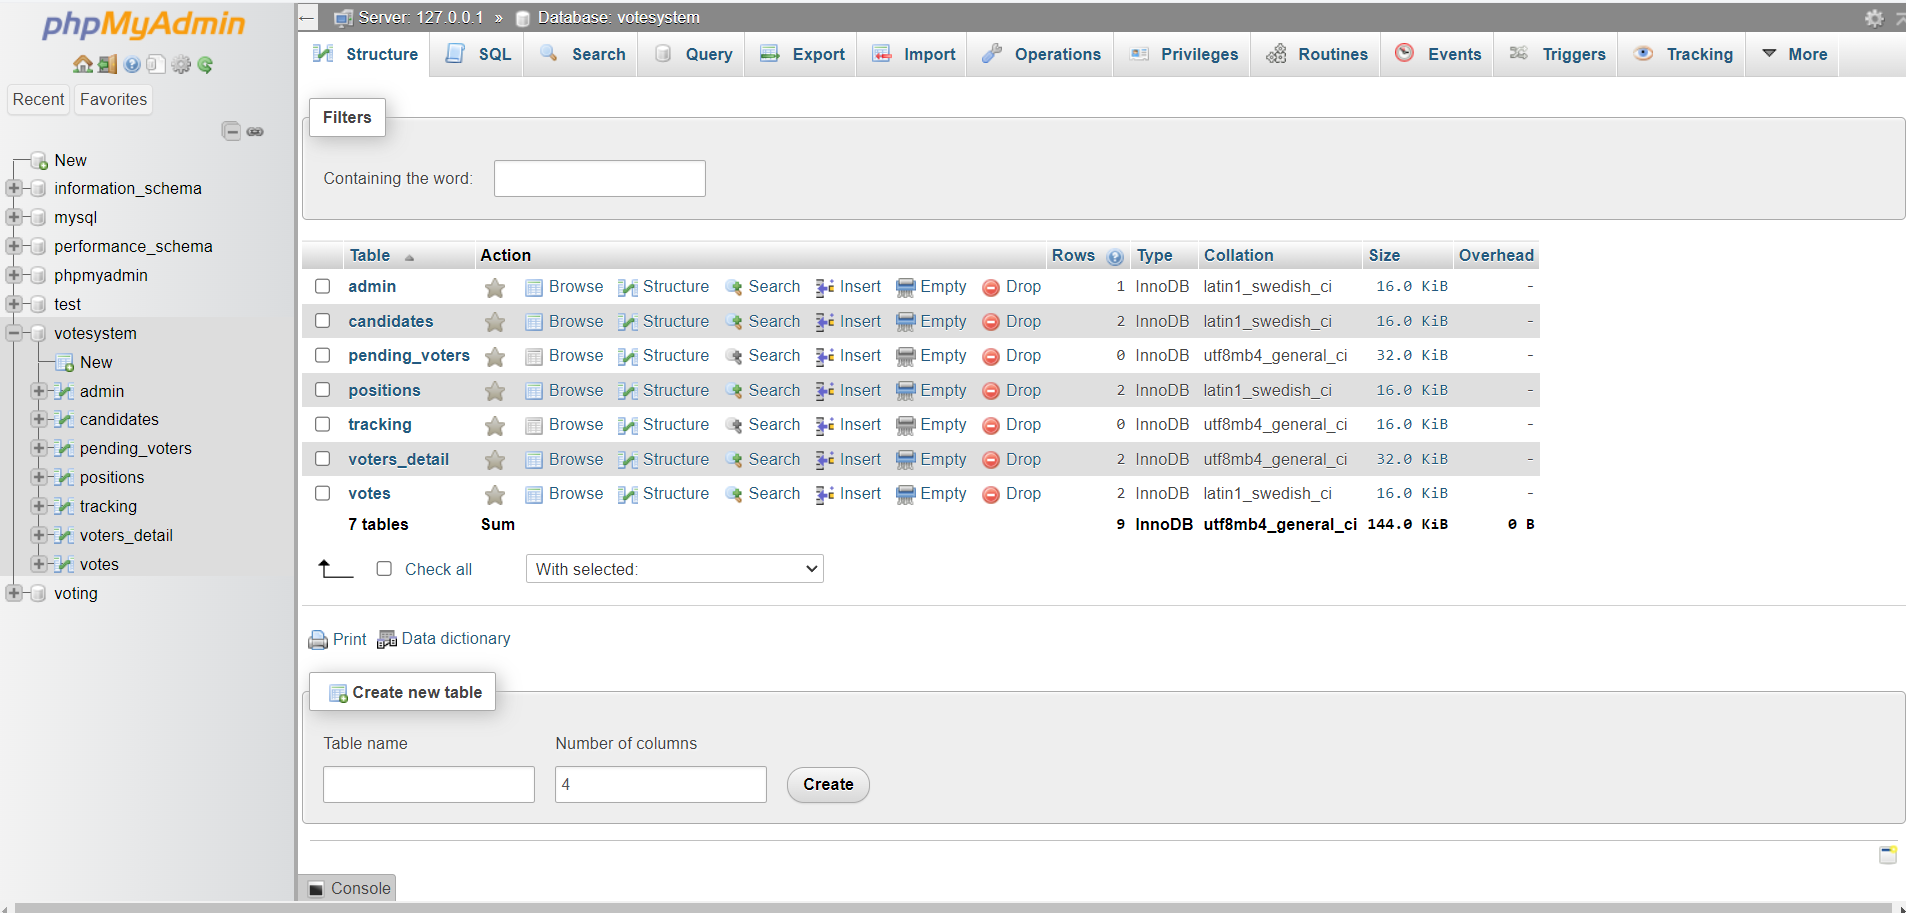 phpMyAdmin
Recent Favorites
New
information_schema
mysql
performance_schema
phpmyadmin
test
votesystem
New
admin
candidates
pending_voters
positions
tracking
voters_detail
votes
voting
Server: 127.0.0.1 » Database: votesystem
Structure SQL Search Query Export Import Operations Privileges Routines Events Triggers Tracking More
Filters
Containing the word:
Table Action Rows Type Collation Size Overhead
admin Browse Structure Search Insert Empty Drop 1 InnoDB latin1_swedish_ci 16.0 KiB -
candidates Browse Structure Search Insert Empty Drop 2 InnoDB latin1_swedish_ci 16.0 KiB -
pending_voters Browse Structure Search Insert Empty Drop 0 InnoDB utf8mb4_general_ci 32.0 KiB -
positions Browse Structure Search Insert Empty Drop 2 InnoDB latin1_swedish_ci 16.0 KiB -
tracking Browse Structure Search Insert Empty Drop 0 InnoDB utf8mb4_general_ci 16.0 KiB -
voters_detail Browse Structure Search Insert Empty Drop 2 InnoDB utf8mb4_general_ci 32.0 KiB -
votes Browse Structure Search Insert Empty Drop 2 InnoDB latin1_swedish_ci 16.0 KiB -
7 tables Sum 9 InnoDB utf8mb4_general_ci 144.0 KiB 0 B
Check all With selected:
Print Data dictionary
Create new table
Table name Number of columns
4 Create
Console